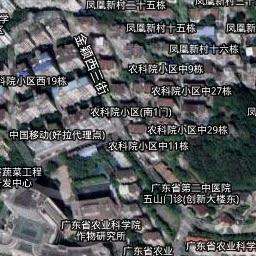 凤凰新村二十五栋
凤凰新村十五栋
凤凰新村十六栋
金颖西三街
农科院小区中9栋
农科院小区西19栋
农科院小区中27栋
农科院小区(南1门)
农科院小区中29栋
中国移动(好拉代理点)
农科院小区中11栋
蔬菜工程
发中心
广东省第二中医院
五山门诊(创新大楼东)
广东省农业科学院
作物研究所
广东省农业
广东省农业科